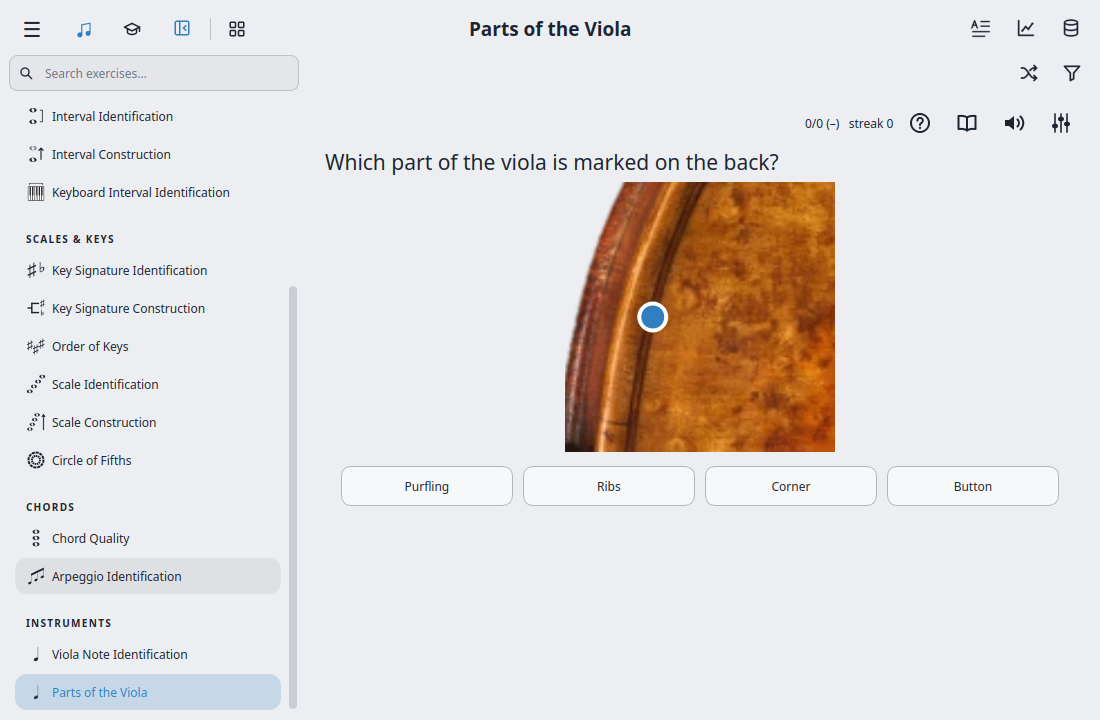 Parts of the Viola
Search exercises...
Interval Identification
Interval Construction
Keyboard Interval Identification
SCALES & KEYS
Key Signature Identification
Key Signature Construction
Order of Keys
Scale Identification
Scale Construction
Circle of Fifths
CHORDS
Chord Quality
Arpeggio Identification
INSTRUMENTS
Viola Note Identification
Parts of the Viola
0/0 (–) streak 0
Which part of the viola is marked on the back?
Purfling
Ribs
Corner
Button